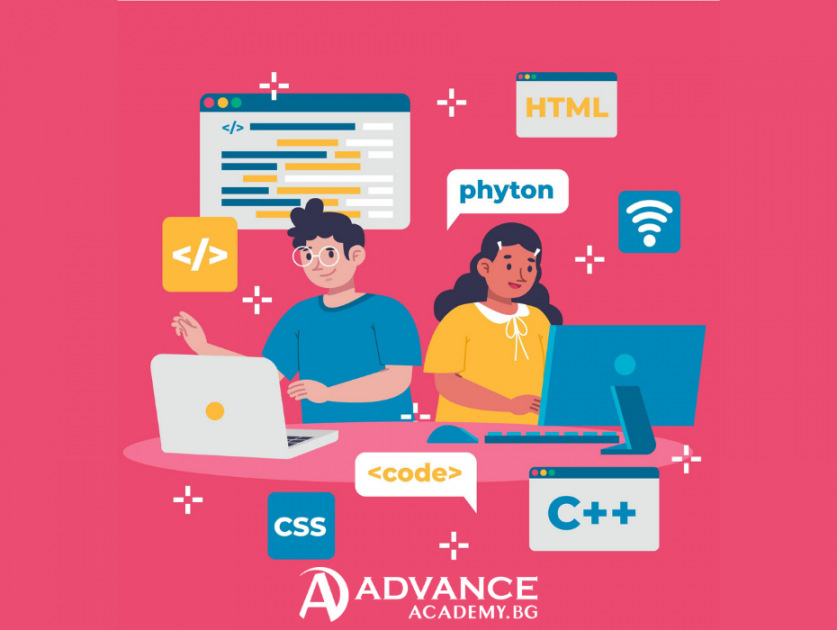 HTML
</>
phyton
</>
<code>
CSS
C++
ADVANCE
ACADEMY.BG